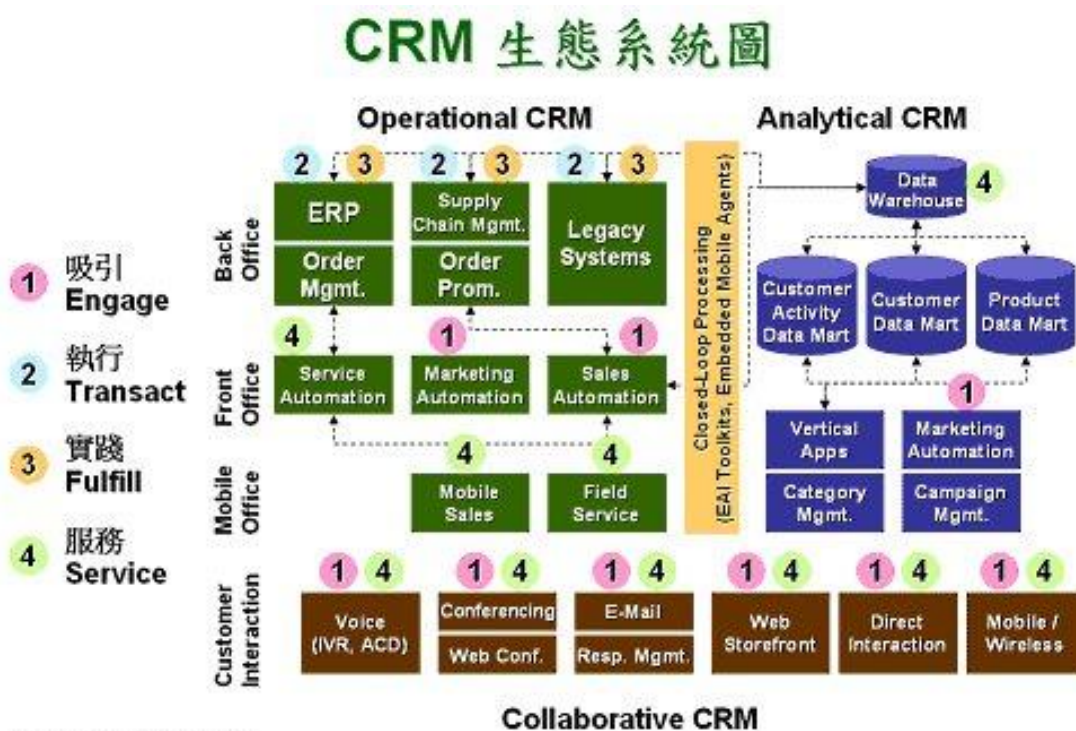 CRM 生態系統圖
Operational CRM
Analytical CRM
1 吸引
Engage
2 執行
Transact
3 實踐
Fulfill
4 服務
Service
Back
Office
2 3
ERP
Order
Mgmt.
2 3
Supply
Chain Mgmt.
Order
Prom.
2 3
Legacy
Systems
Front
Office
4
Service
Automation
1
Marketing
Automation
1
Sales
Automation
Mobile
Office
4
Mobile
Sales
4
Field
Service
Closed-Loop Processing
(EAI Toolkits, Embedded Mobile Agents)
Data
Warehouse
4
Customer
Activity
Data Mart
Customer
Data Mart
Product
Data Mart
Vertical
Apps
Category
Mgmt.
1
Marketing
Automation
Campaign
Mgmt.
Customer
Interaction
1 4
Voice
(IVR, ACD)
1 4
Conferencing
Web Conf.
1 4
E-Mail
Resp. Mgmt.
1 4
Web
Storefront
1 4
Direct
Interaction
1 4
Mobile /
Wireless
Collaborative CRM